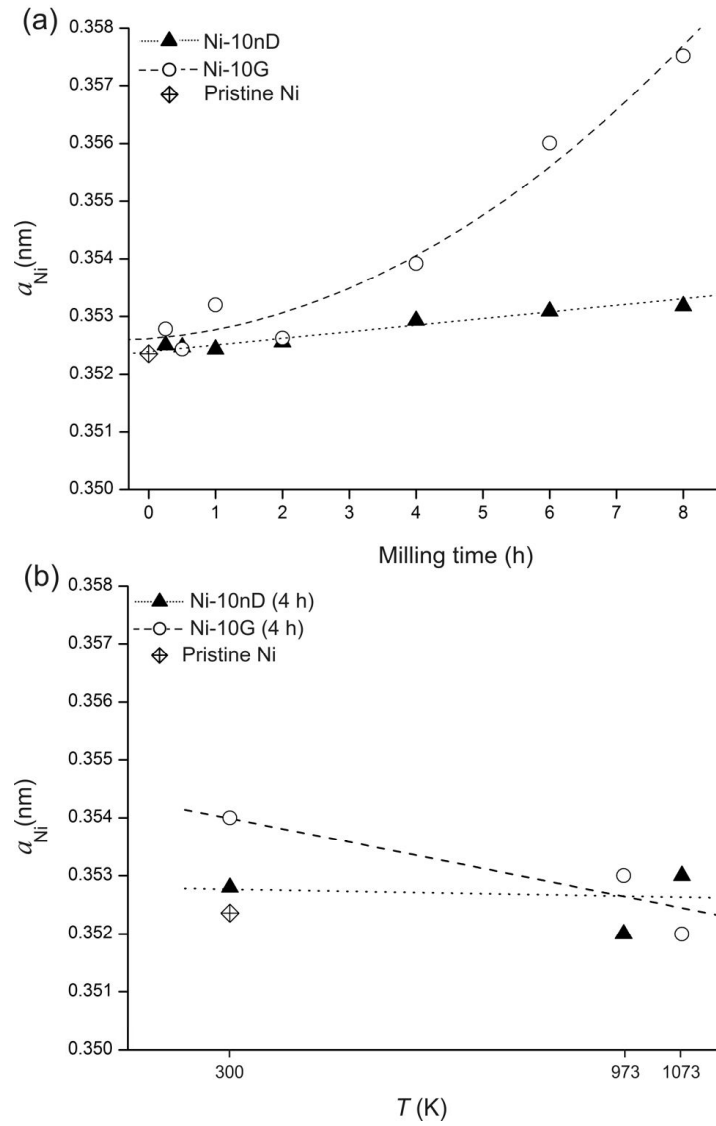 (a)
Ni-10nD
Ni-10G
Pristine Ni
0.358
0.357
0.356
0.355
0.354
0.353
0.352
0.351
0.350
aNi (nm)
0 1 2 3 4 5 6 7 8
Milling time (h)
(b)
Ni-10nD (4 h)
Ni-10G (4 h)
Pristine Ni
0.358
0.357
0.356
0.355
0.354
0.353
0.352
0.351
0.350
aNi (nm)
300 973 1073
T (K)